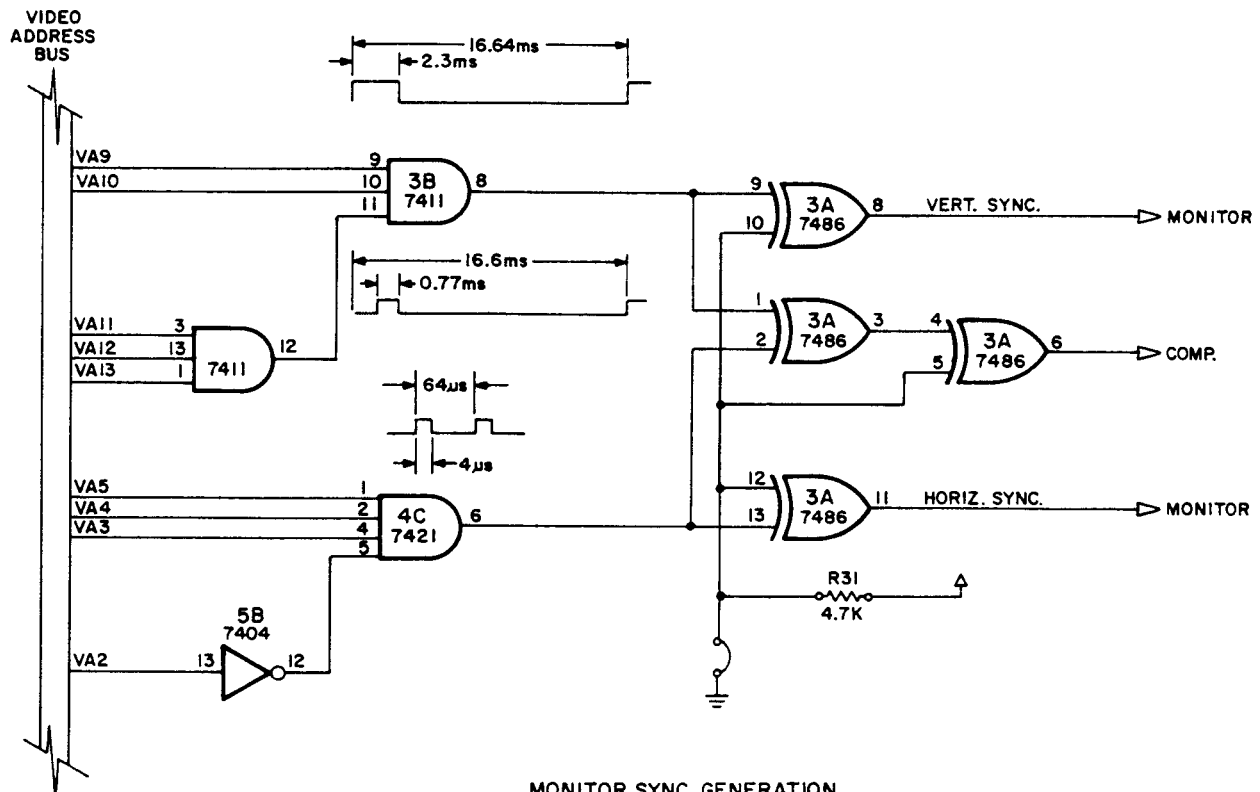 VIDEO
ADDRESS
BUS
16.64ms
2.3ms
VA9
9
VA10
10
11
3B
7411
8
16.6ms
0.77ms
VA11
3
VA12
13
VA13
1
7411
12
64µs
4µs
VA5
1
VA4
2
VA3
4
5
4C
7421
6
5B
7404
VA2
13
12
9
10
3A
7486
8
VERT. SYNC.
MONITOR
1
2
3A
7486
3
4
5
3A
7486
6
COMP.
12
13
3A
7486
11
HORIZ. SYNC.
MONITOR
R31
4.7K
MONITOR SYNC GENERATION